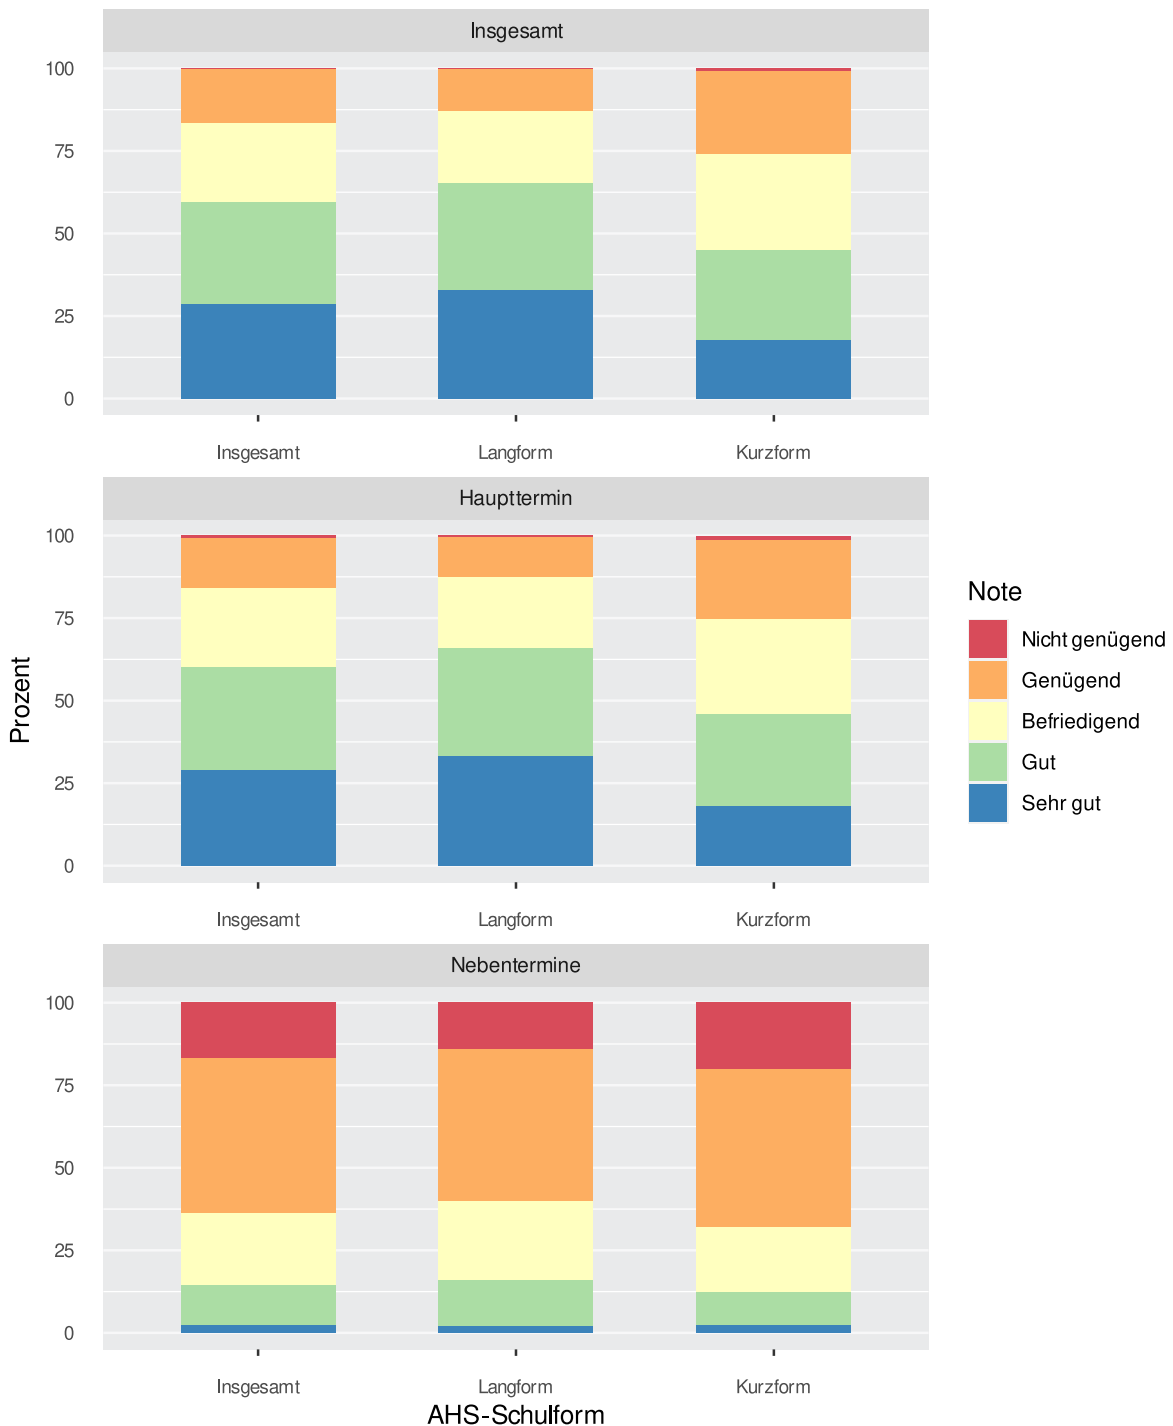 Insgesamt
100
75
50
25
0
Insgesamt Langform Kurzform
Haupttermin
100
75
50
25
0
Insgesamt Langform Kurzform
Nebentermine
100
75
50
25
0
Insgesamt Langform Kurzform
AHS-Schulform
Prozent
Note
Nicht genügend
Genügend
Befriedigend
Gut
Sehr gut